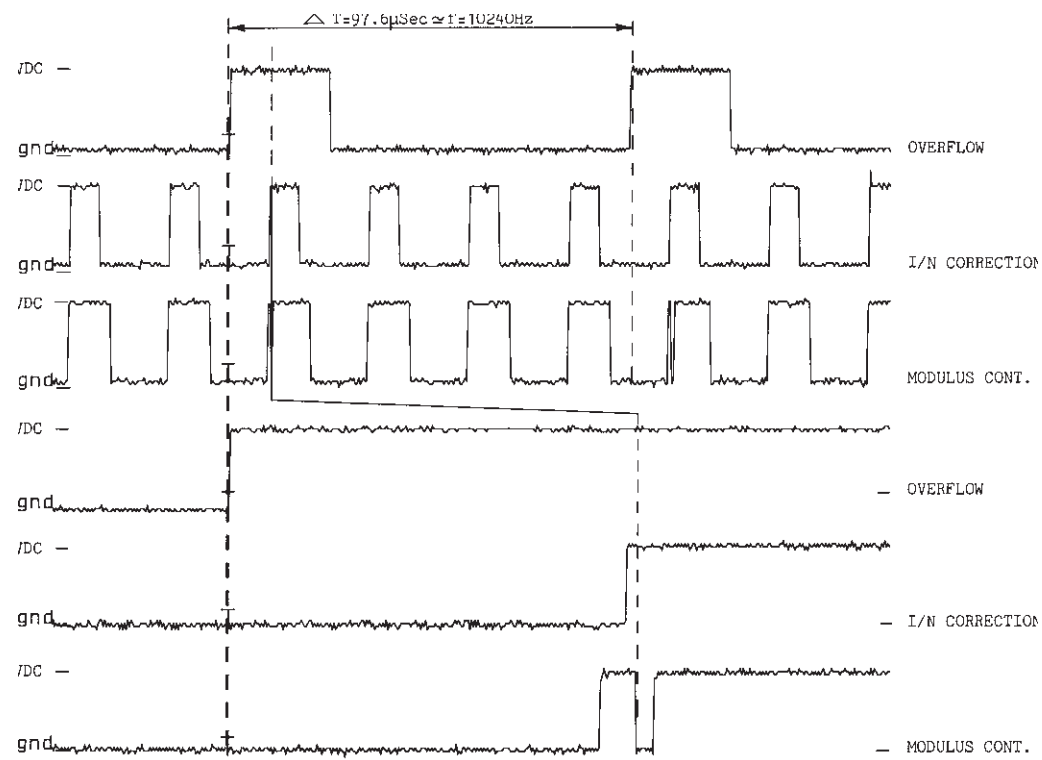 △ T=97.6µSec ≃ f=10240Hz
VDC
gnd
OVERFLOW
VDC
gnd
I/N CORRECTION
VDC
gnd
MODULUS CONT.
VDC
gnd
OVERFLOW
VDC
gnd
I/N CORRECTION
VDC
gnd
MODULUS CONT.